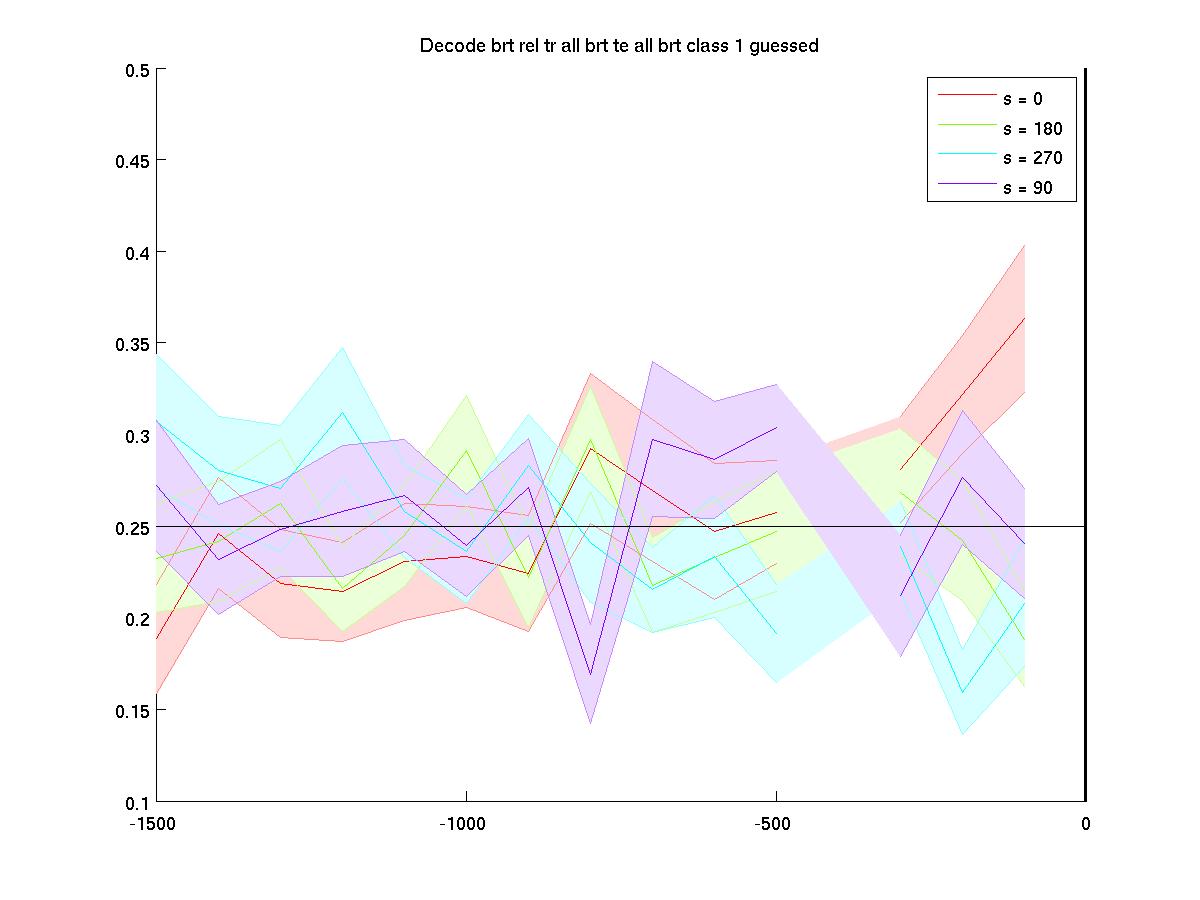 Decode brt rel tr all brt te all brt class 1 guessed
0.5
0.45
0.4
0.35
0.3
0.25
0.2
0.15
0.1
-1500
-1000
-500
0
s = 0
s = 180
s = 270
s = 90